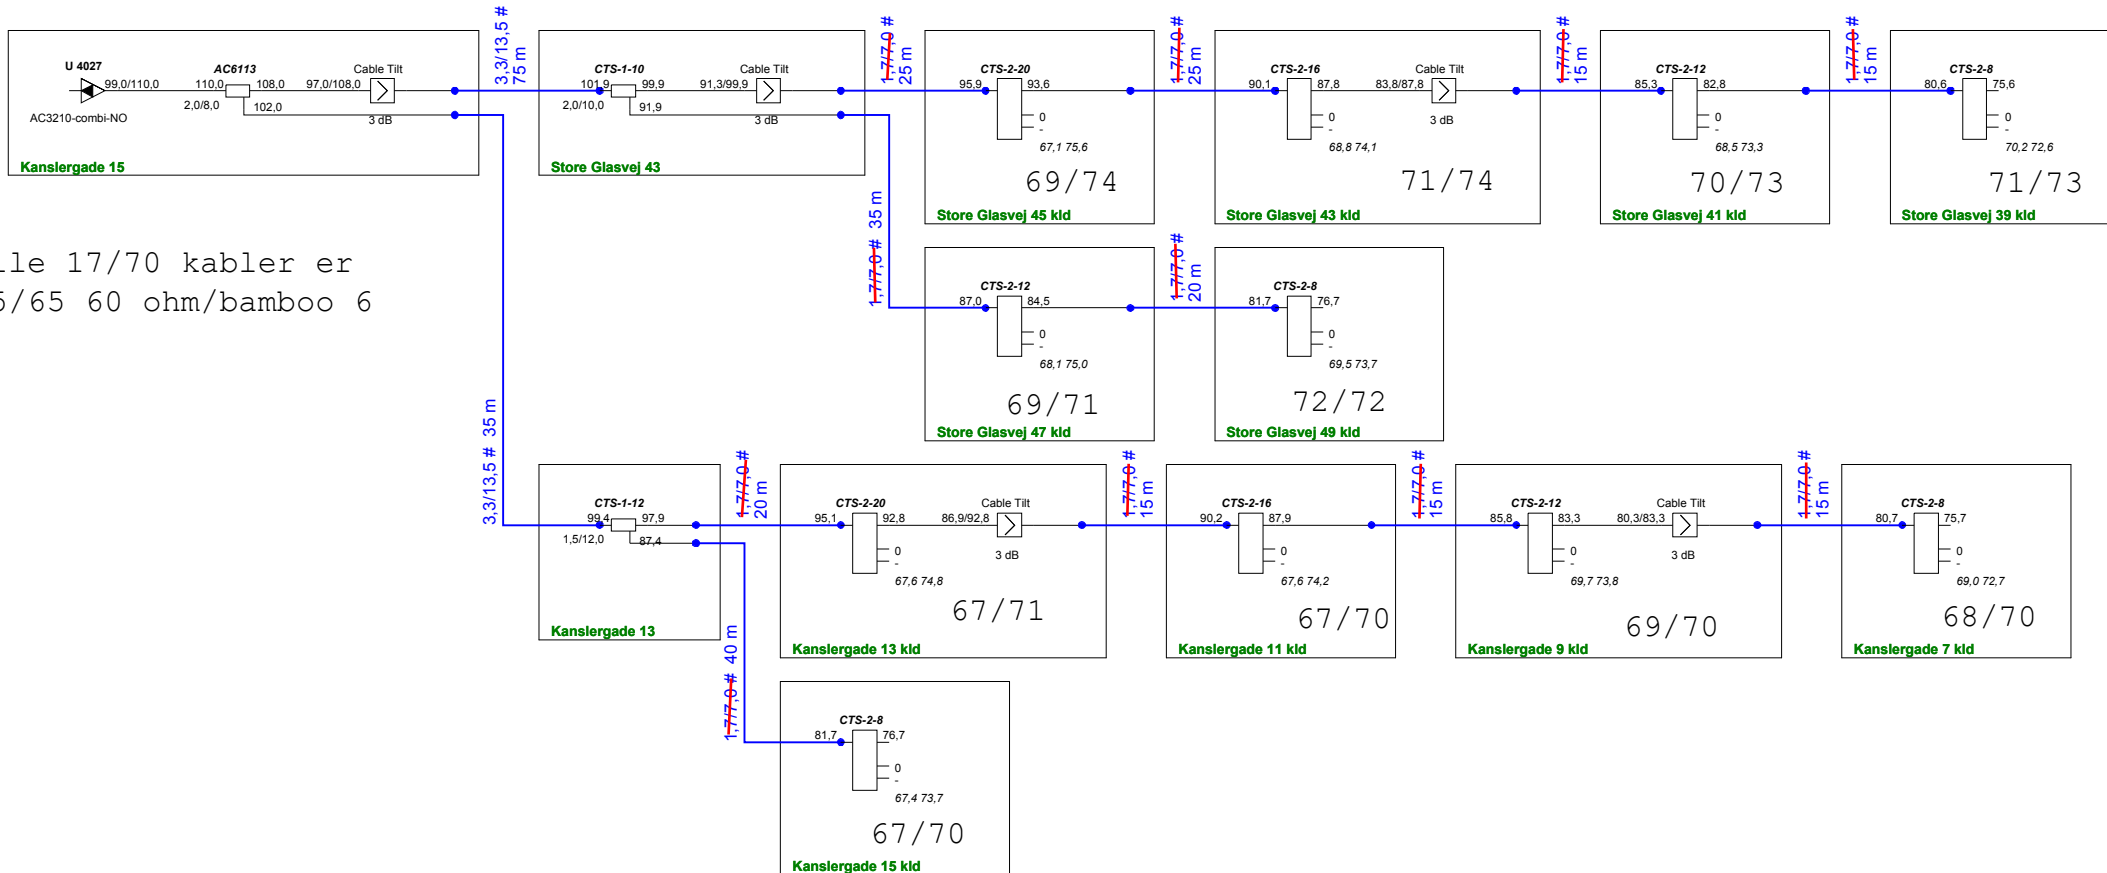 U 4027
99,0/110,0
AC3210-combi-NO
AC6113
110,0
108,0
2,0/8,0
102,0
97,0/108,0
Cable Tilt
3 dB
Kanslergade 15
3,3/13,5 #
75 m
CTS-1-10
101,9
99,9
2,0/10,0
91,9
91,3/99,9
Cable Tilt
3 dB
Store Glasvej 43
1,7/7,0 #
25 m
CTS-2-20
95,9
93,6
0
-
67,1 75,6
69/74
Store Glasvej 45 kld
1,7/7,0 #
25 m
CTS-2-16
90,1
87,8
83,8/87,8
Cable Tilt
3 dB
0
-
68,8 74,1
71/74
Store Glasvej 43 kld
1,7/7,0 #
15 m
CTS-2-12
85,3
82,8
0
-
68,5 73,3
70/73
Store Glasvej 41 kld
1,7/7,0 #
15 m
CTS-2-8
80,6
75,6
0
-
70,2 72,6
71/73
Store Glasvej 39 kld
lle 17/70 kabler er
5/65 60 ohm/bamboo 6
1,7/7,0 # 35 m
CTS-2-12
87,0
84,5
0
-
68,1 75,0
69/71
Store Glasvej 47 kld
1,7/7,0 #
20 m
CTS-2-8
81,7
76,7
0
-
69,5 73,7
72/72
Store Glasvej 49 kld
3,3/13,5 # 35 m
CTS-1-12
99,4
97,9
1,5/12,0
87,4
Kanslergade 13
1,7/7,0 #
20 m
CTS-2-20
95,1
92,8
86,9/92,8
Cable Tilt
3 dB
0
-
67,6 74,8
67/71
Kanslergade 13 kld
1,7/7,0 #
15 m
CTS-2-16
90,2
87,9
0
-
67,6 74,2
67/70
Kanslergade 11 kld
1,7/7,0 #
15 m
CTS-2-12
85,8
83,3
80,3/83,3
Cable Tilt
3 dB
0
-
69,7 73,8
69/70
Kanslergade 9 kld
1,7/7,0 #
15 m
CTS-2-8
80,7
75,7
0
-
69,0 72,7
68/70
Kanslergade 7 kld
1,7/7,0 # 40 m
CTS-2-8
81,7
76,7
0
-
67,4 73,7
67/70
Kanslergade 15 kld